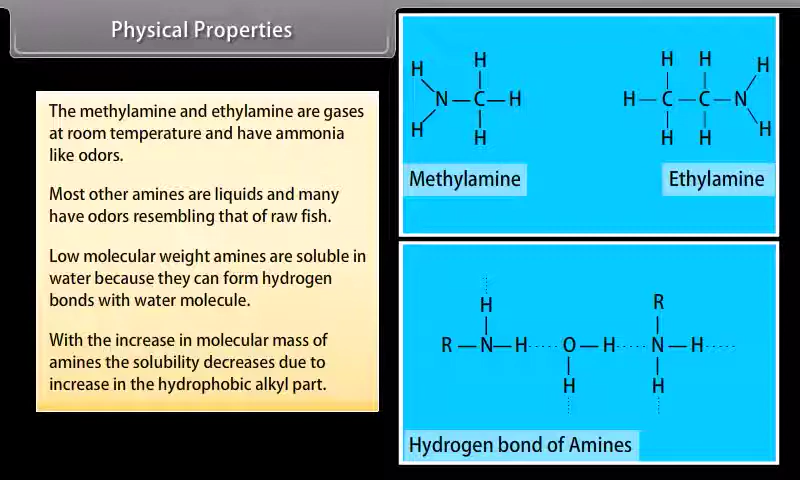 Physical Properties
The methylamine and ethylamine are gases
at room temperature and have ammonia
like odors.
Most other amines are liquids and many
have odors resembling that of raw fish.
Low molecular weight amines are soluble in
water because they can form hydrogen
bonds with water molecule.
With the increase in molecular mass of
amines the solubility decreases due to
increase in the hydrophobic alkyl part.
H H
N C H
H H
Methylamine
H H H
H C C N
H H H
Ethylamine
H R
R N H O H N H
H H
Hydrogen bond of Amines